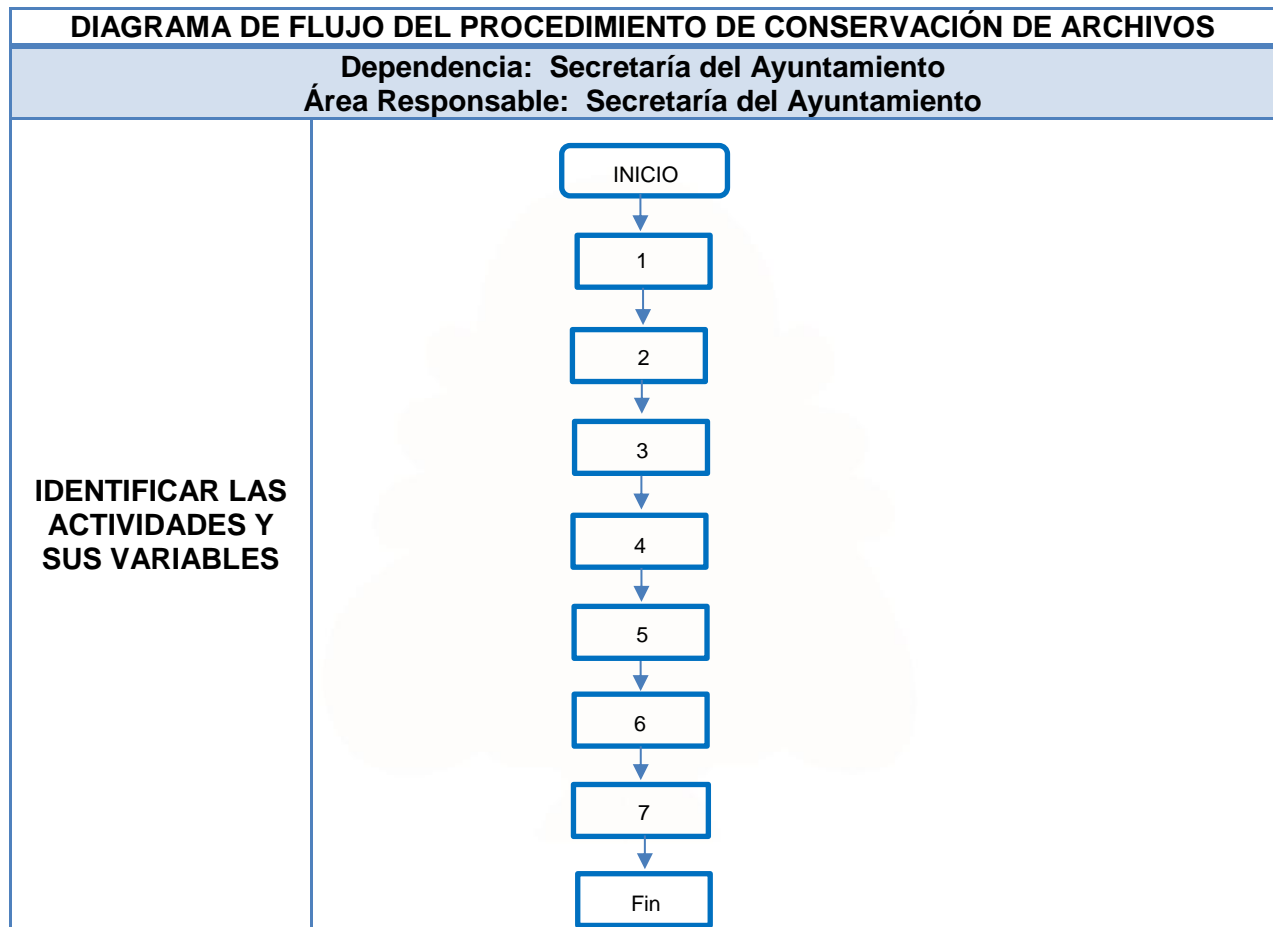 DIAGRAMA DE FLUJO DEL PROCEDIMIENTO DE CONSERVACIÓN DE ARCHIVOS
Dependencia: Secretaría del Ayuntamiento
Área Responsable: Secretaría del Ayuntamiento
IDENTIFICAR LAS
ACTIVIDADES Y
SUS VARIABLES
INICIO
1
2
3
4
5
6
7
Fin